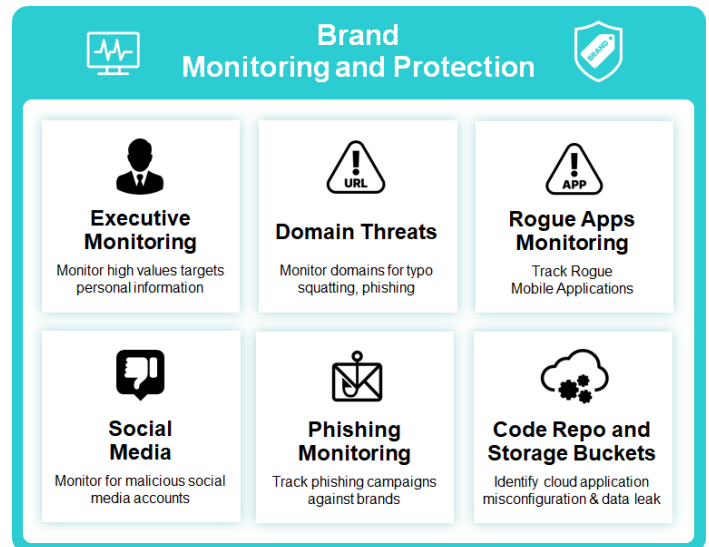 Brand
Monitoring and Protection
BRAND
Executive
Monitoring
Monitor high values targets
personal information
URL
Domain Threats
Monitor domains for typo
squatting, phishing
APP
Rogue Apps
Monitoring
Track Rogue
Mobile Applications
Social
Media
Monitor for malicious social
media accounts
Phishing
Monitoring
Track phishing campaigns
against brands
Code Repo and
Storage Buckets
Identify cloud application
misconfiguration & data leak